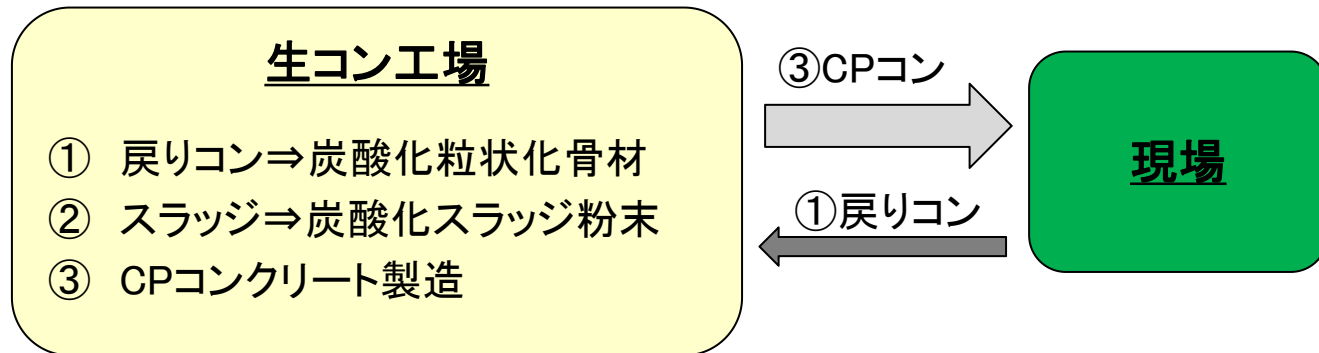 生コン工場
① 戻りコン⇒炭酸化粒状化骨材
② スラッジ⇒炭酸化スラッジ粉末
③ CPコンクリート製造
③CPコン
①戻りコン
現場